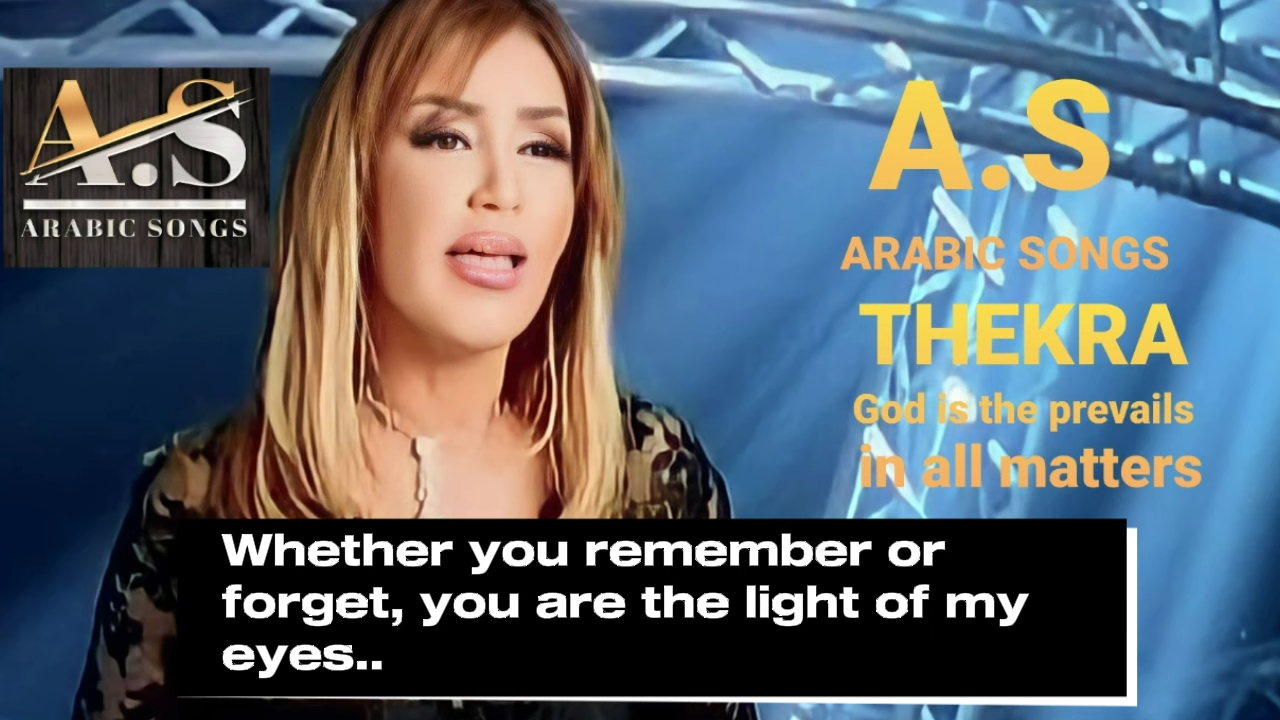 A.S
ARABIC SONGS
A.S
ARABIC SONGS
THEKRA
God is the prevails
in all matters
Whether you remember or
forget, you are the light of my
eyes..